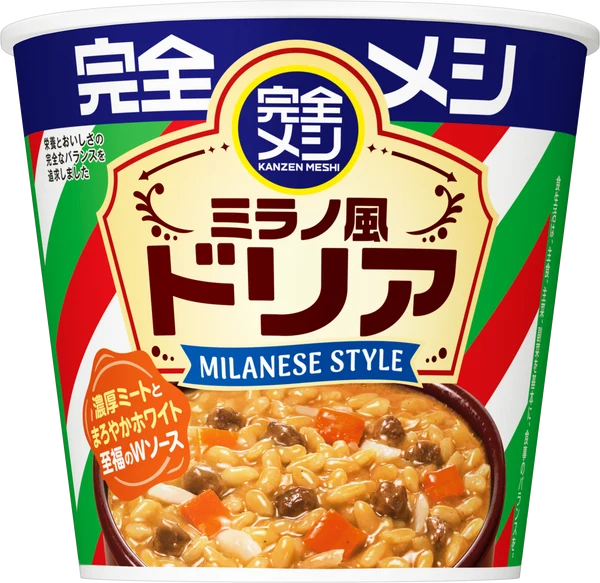 完全メシ
完全
メシ
KANZEN MESHI
栄養とおいしさの
完全なバランスを
追求しました
ミラノ風
ドリア
MILANESE STYLE
濃厚ミートと
まろやかホワイト
至福のWソース